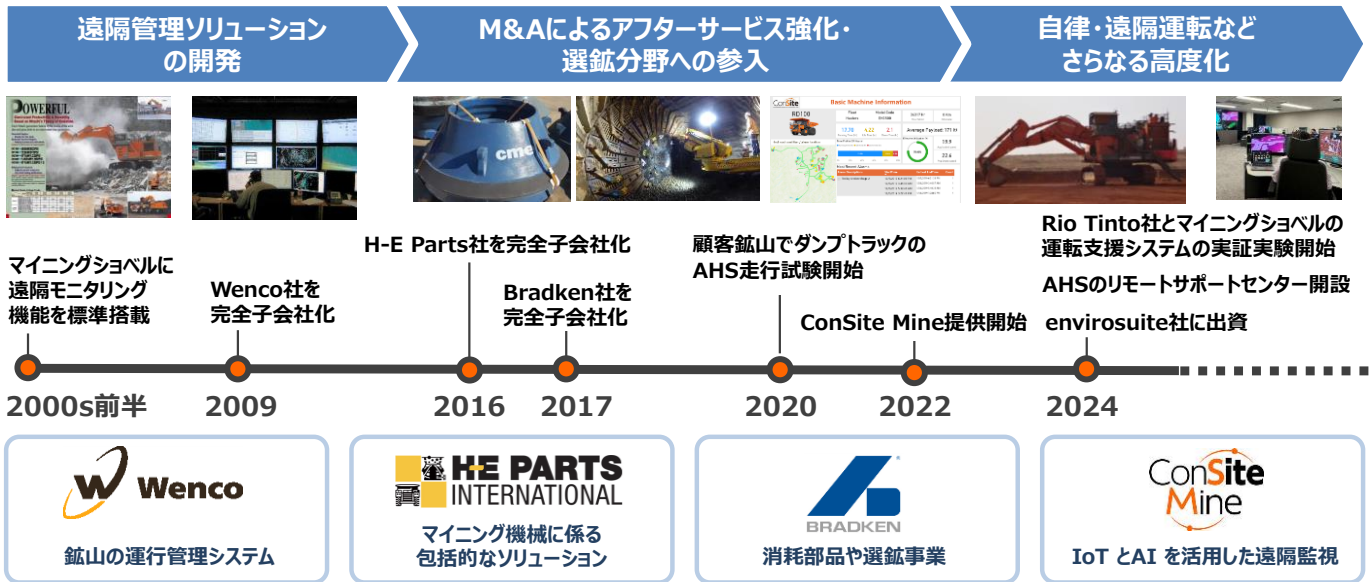 遠隔管理ソリューション
の開発
M&Aによるアフターサービス強化・
選鉱分野への参入
自律・遠隔運転など
さらなる高度化
POWERFUL
cme
ConSite
Basic Machine Information
Average Payload
マイニングショベルに
遠隔モニタリング
機能を標準搭載
Wenco社を
完全子会社化
H-E Parts社を完全子会社化
Bradken社を
完全子会社化
顧客鉱山でダンプトラックの
AHS走行試験開始
ConSite Mine提供開始
Rio Tinto社とマイニングショベルの
運転支援システムの実証実験開始
AHSのリモートサポートセンター開設
envirosuite社に出資
2000s前半
2009
2016
2017
2020
2022
2024
Wenco
鉱山の運行管理システム
H-E PARTS
INTERNATIONAL
マイニング機械に係る
包括的なソリューション
BRADKEN
消耗部品や選鉱事業
ConSite
Mine
IoT とAI を活用した遠隔監視